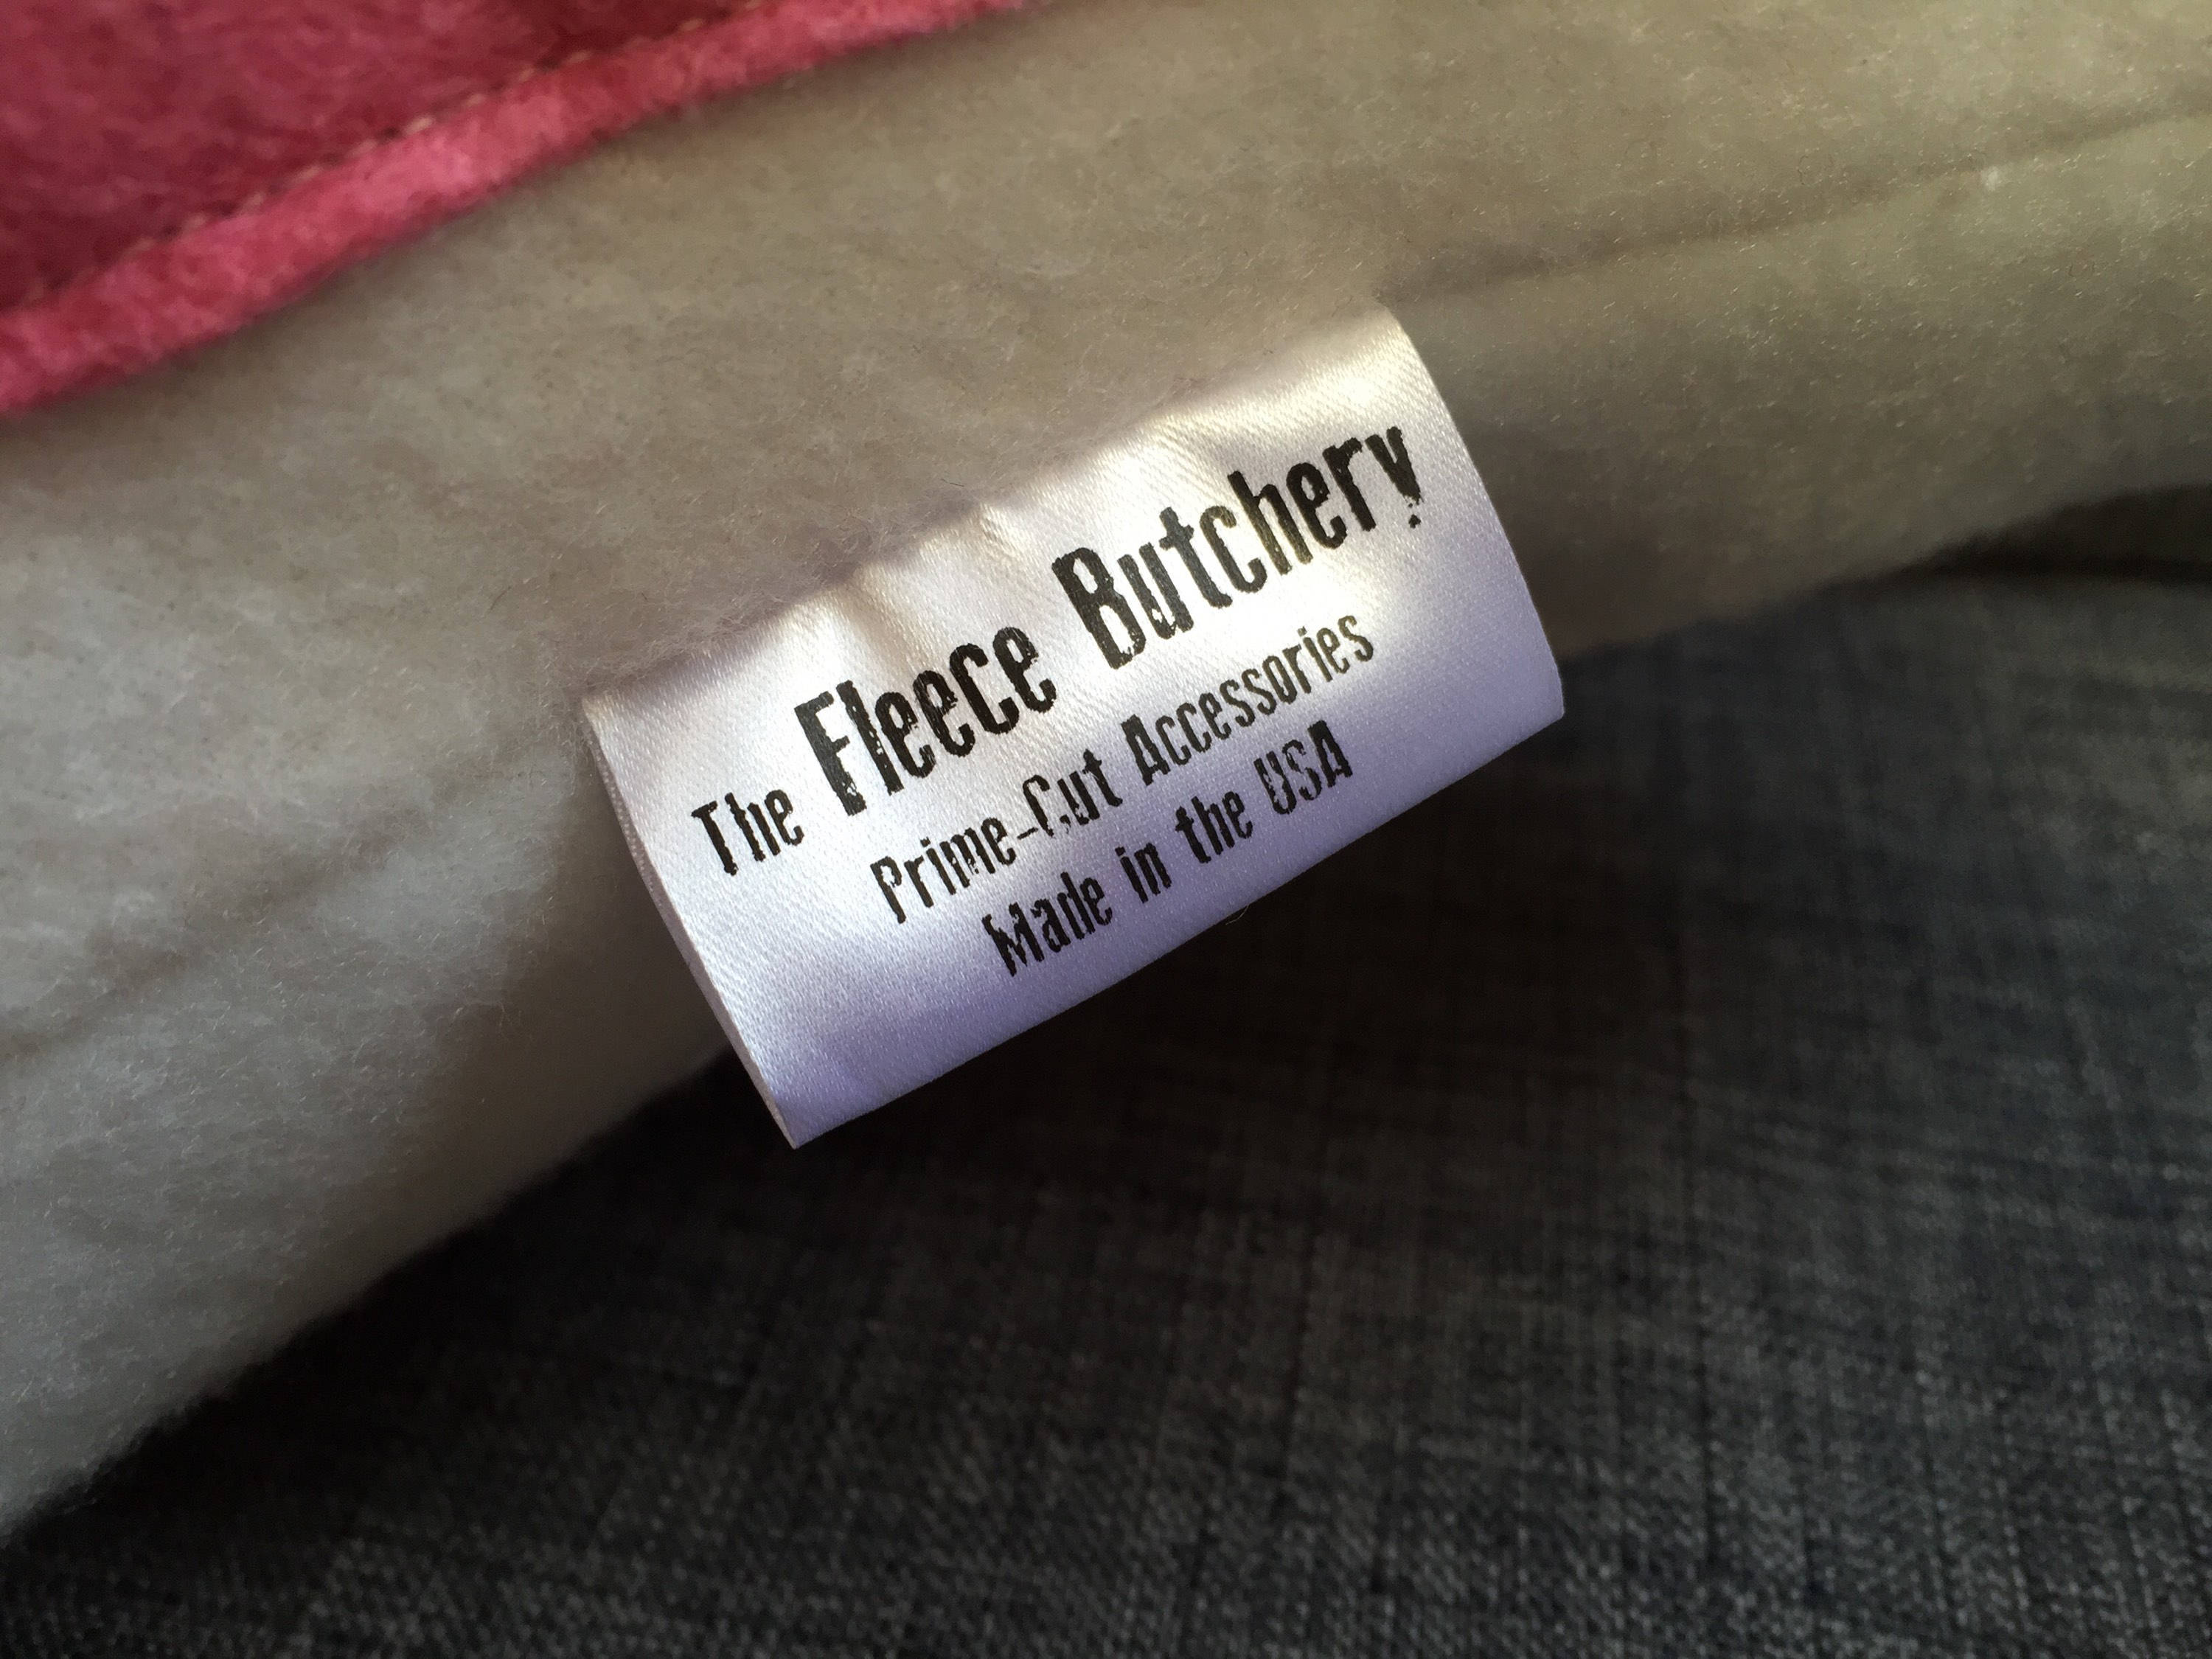 The Fleece Butchery
Prime-Cut Accessories
Made in the USA